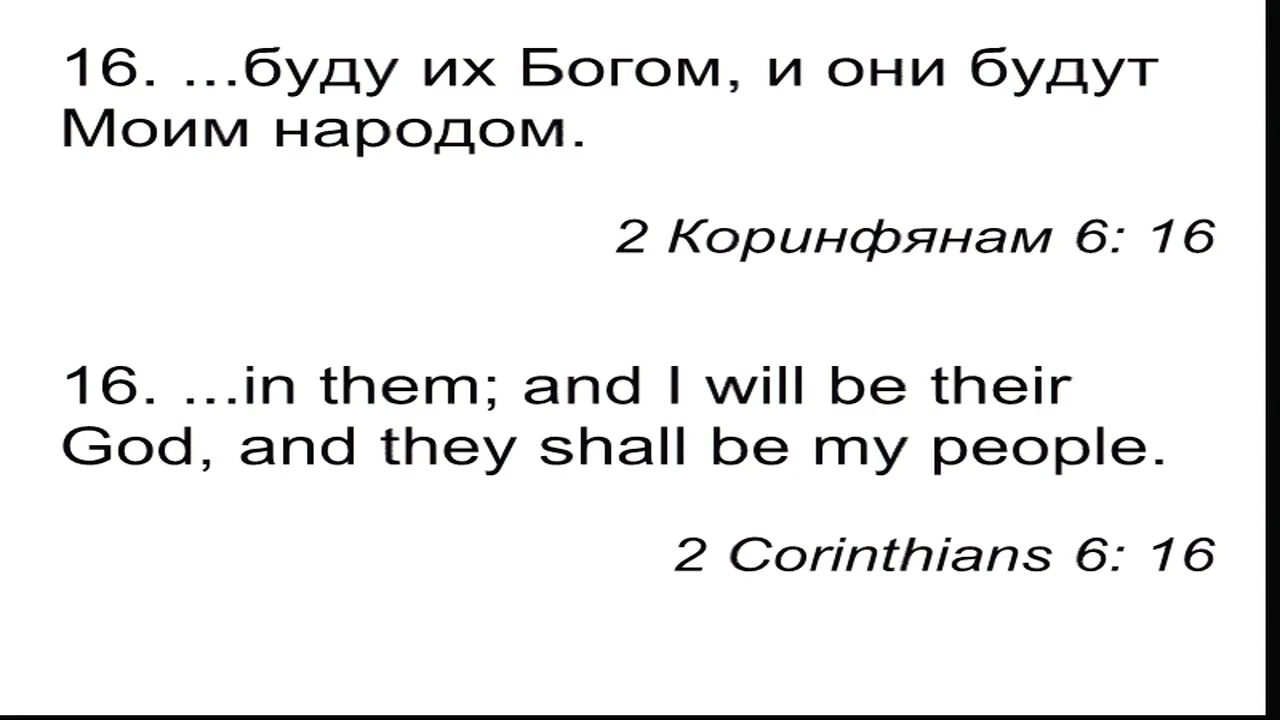 16. ...буду их Богом, и они будут
Моим народом.
2 Коринфянам 6: 16
16. ...in them; and I will be their
God, and they shall be my people.
2 Corinthians 6: 16